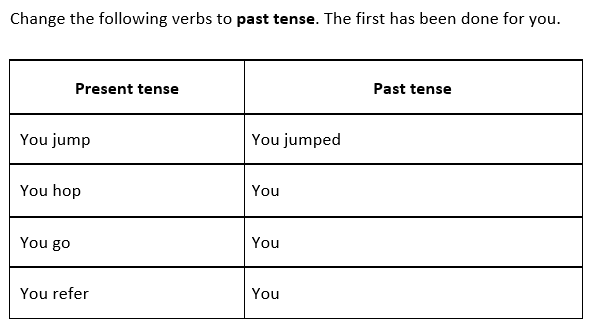 Change the following verbs to past tense. The first has been done for you.
Present tense Past tense
You jump You jumped
You hop You
You go You
You refer You